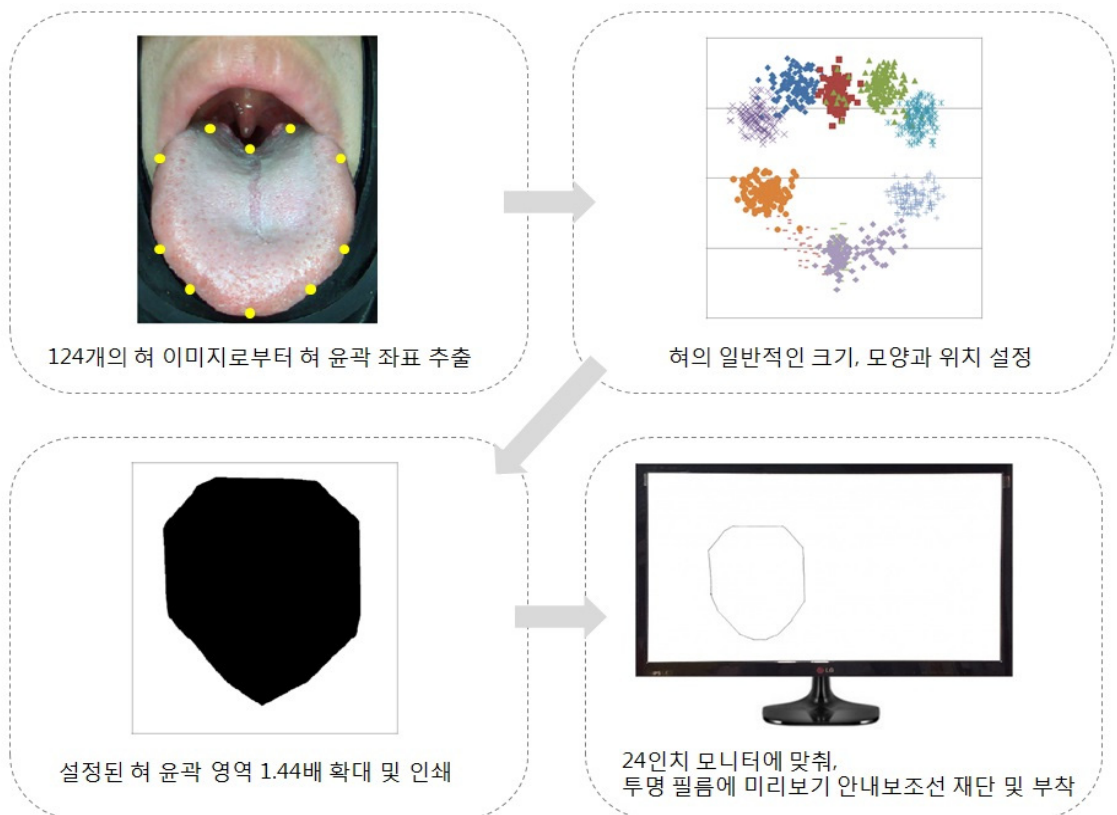 124개의 혀 이미지로부터 혀 윤곽 좌표 추출
혀의 일반적인 크기, 모양과 위치 설정
설정된 혀 윤곽 영역 1.44배 확대 및 인쇄
LG
24인치 모니터에 맞춰,
투명 필름에 미리보기 안내보조선 재단 및 부착